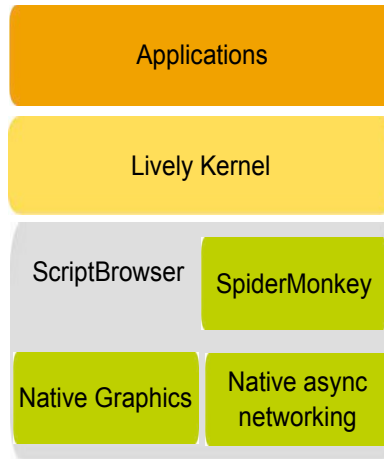 Applications
Lively Kernel
ScriptBrowser
SpiderMonkey
Native Graphics
Native async
networking